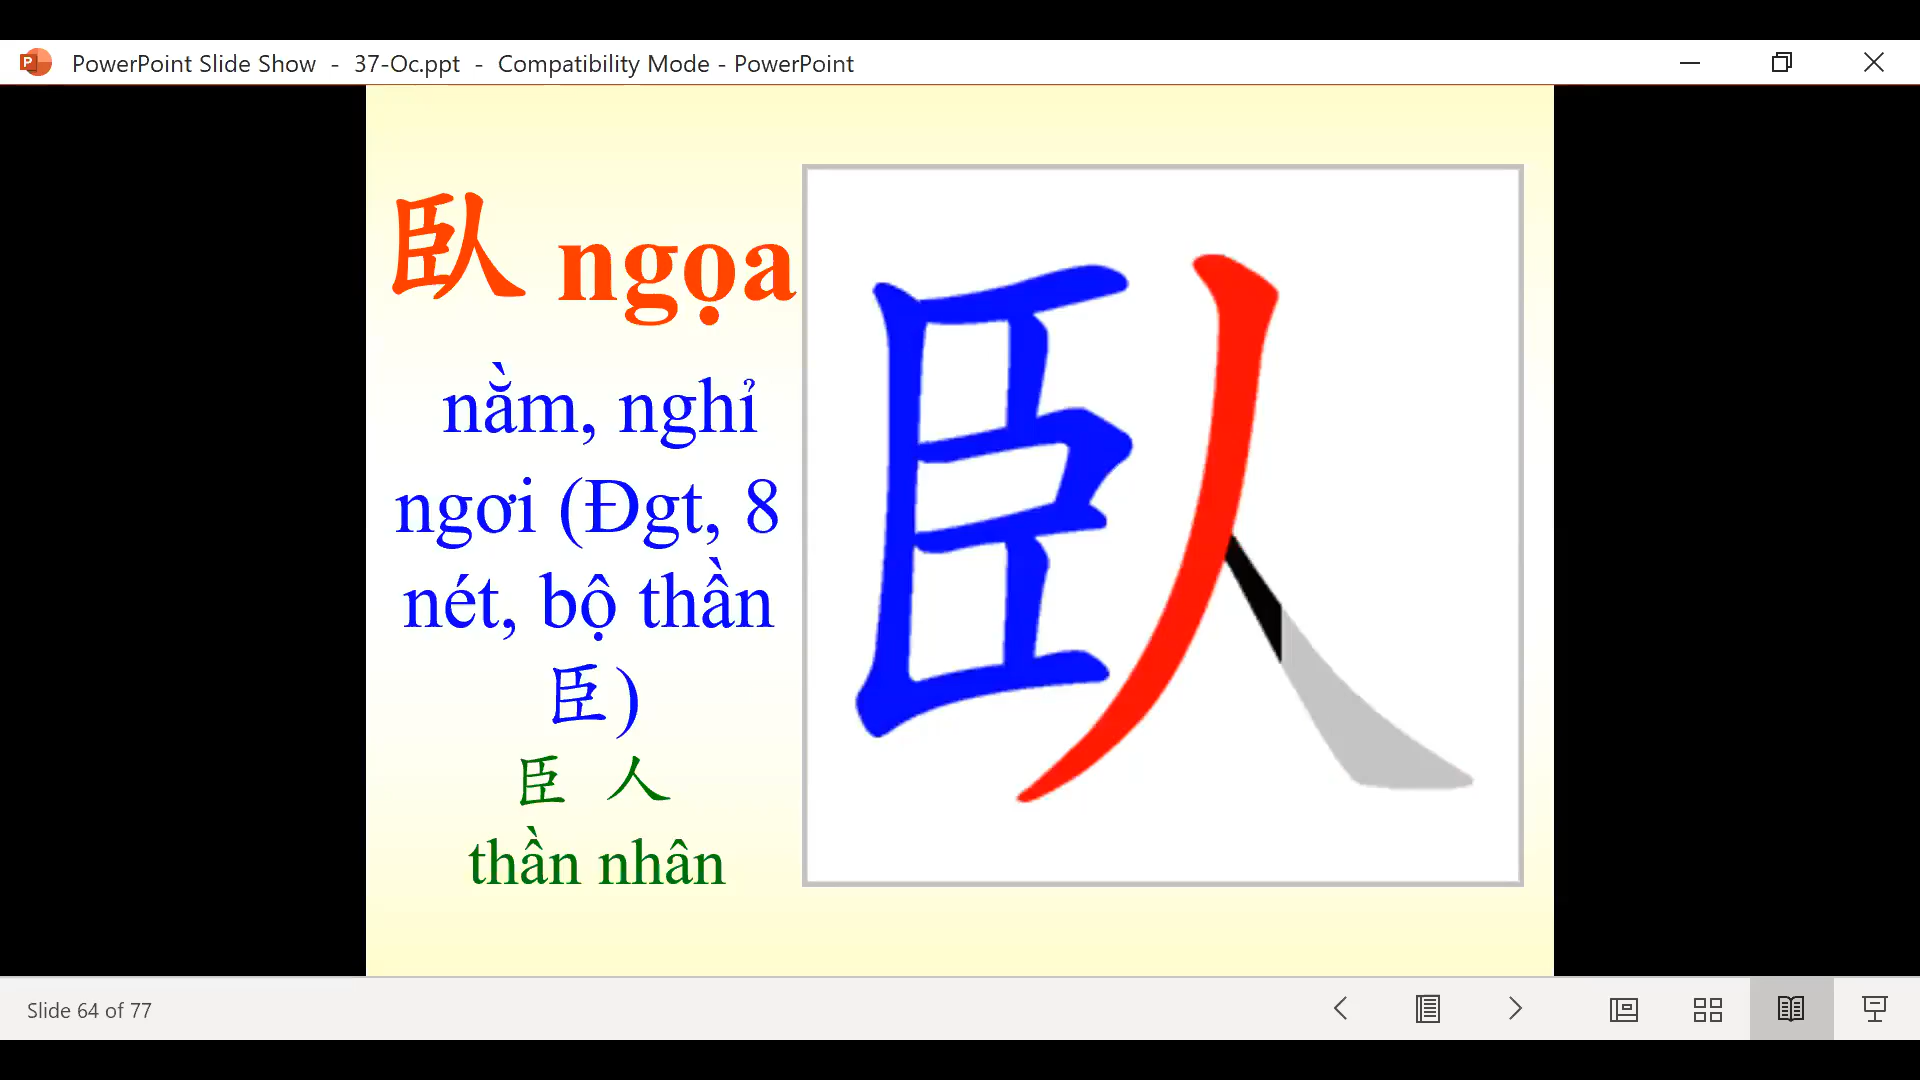 PowerPoint Slide Show - 37-Oc.ppt - Compatibility Mode - PowerPoint
臥 ngọa
nằm, nghỉ
ngơi (Đgt, 8
nét, bộ thần
臣)
臣 人
thần nhân
臥
Slide 64 of 77